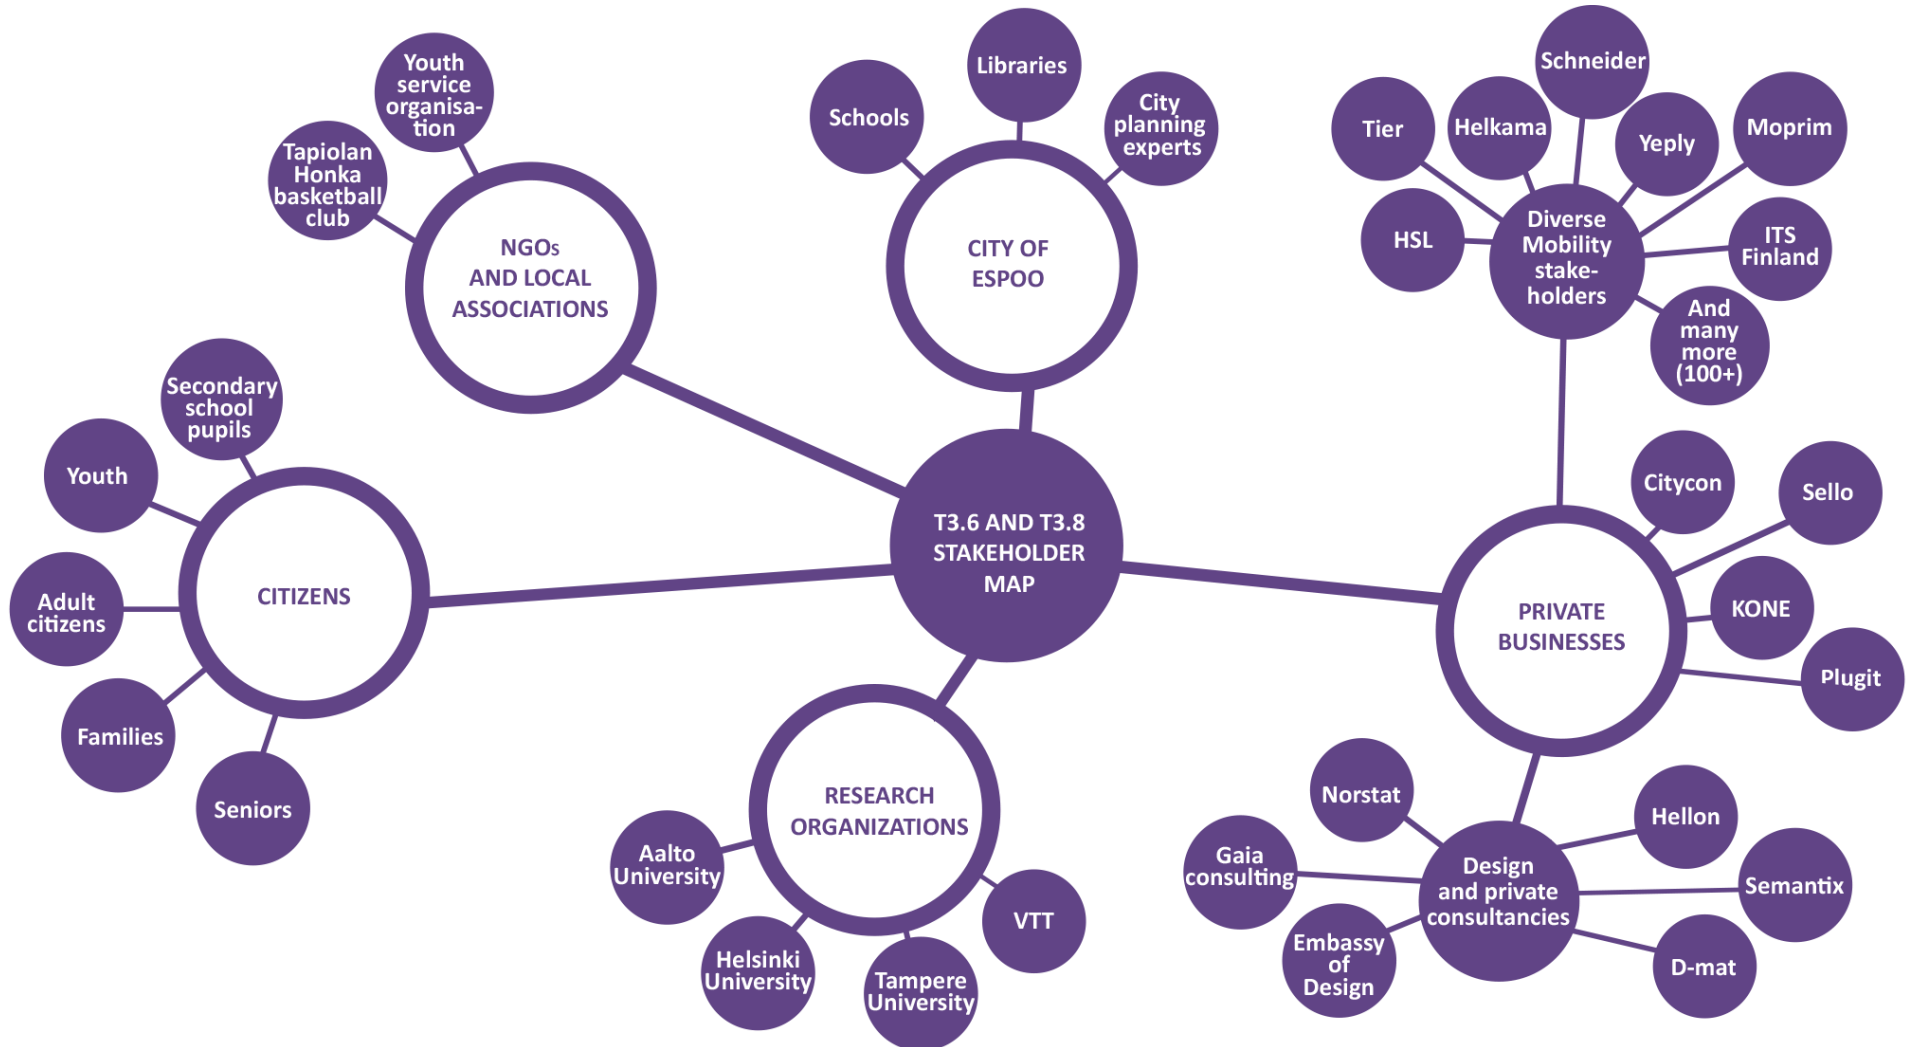 Youth
service
organisa-
tion
Tapiolan
Honka
basketball
club
NGOs
AND LOCAL
ASSOCIATIONS
Schools
Libraries
City
planning
experts
CITY OF
ESPOO
Tier
Helkama
Schneider
Yeply
Moprim
HSL
Diverse
Mobility
stake-
holders
ITS
Finland
And
many
more
(100+)
Secondary
school
pupils
Youth
Adult
citizens
Families
Seniors
CITIZENS
T3.6 AND T3.8
STAKEHOLDER
MAP
Citycon
Sello
KONE
Plugit
PRIVATE
BUSINESSES
RESEARCH
ORGANIZATIONS
Aalto
University
Helsinki
University
Tampere
University
VTT
Norstat
Hellon
Gaia
consulting
Design
and private
consultancies
Semantix
Embassy
of
Design
D-mat